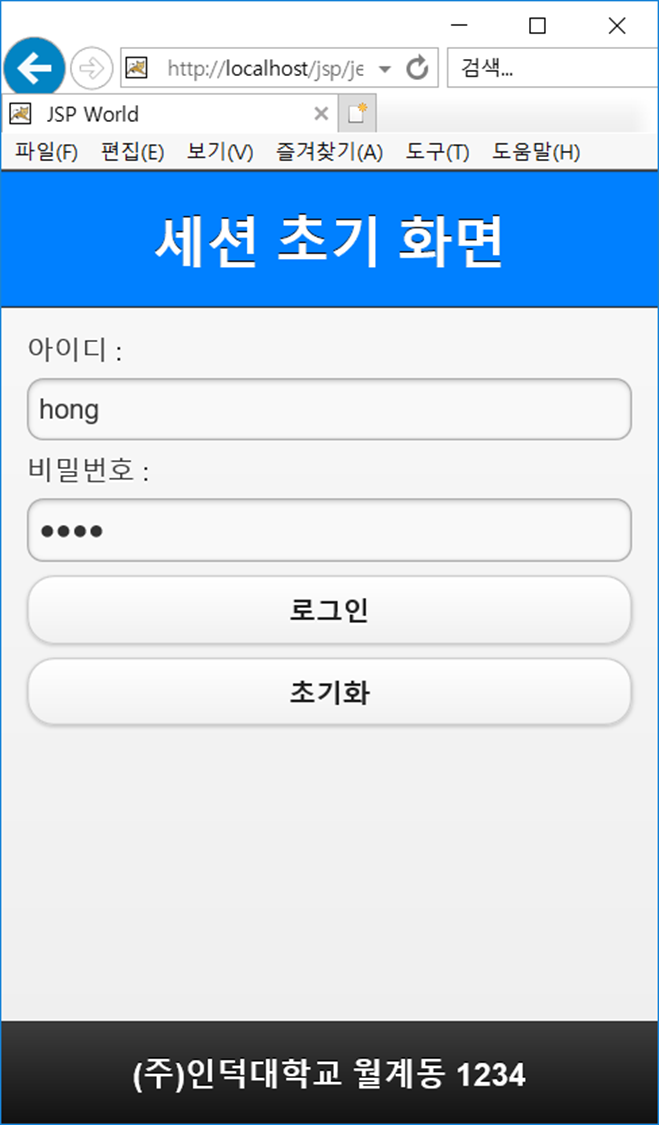 http://localhost/jsp/je
검색...
JSP World
파일(F) 편집(E) 보기(V) 즐겨찾기(A) 도구(T) 도움말(H)
세션 초기 화면
아이디 :
hong
비밀번호 :
●●●●
로그인
초기화
(주)인덕대학교 월계동 1234